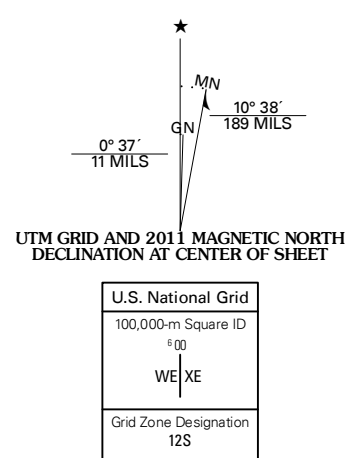 ★
MN
10° 38´
189 MILS
GN
0° 37´
11 MILS
UTM GRID AND 2011 MAGNETIC NORTH
DECLINATION AT CENTER OF SHEET
U.S. National Grid
100,000-m Square ID
⁶00
WE XE
Grid Zone Designation
12S